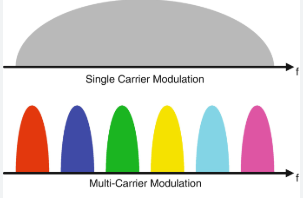 f
Single Carrier Modulation
f
Multi-Carrier Modulation